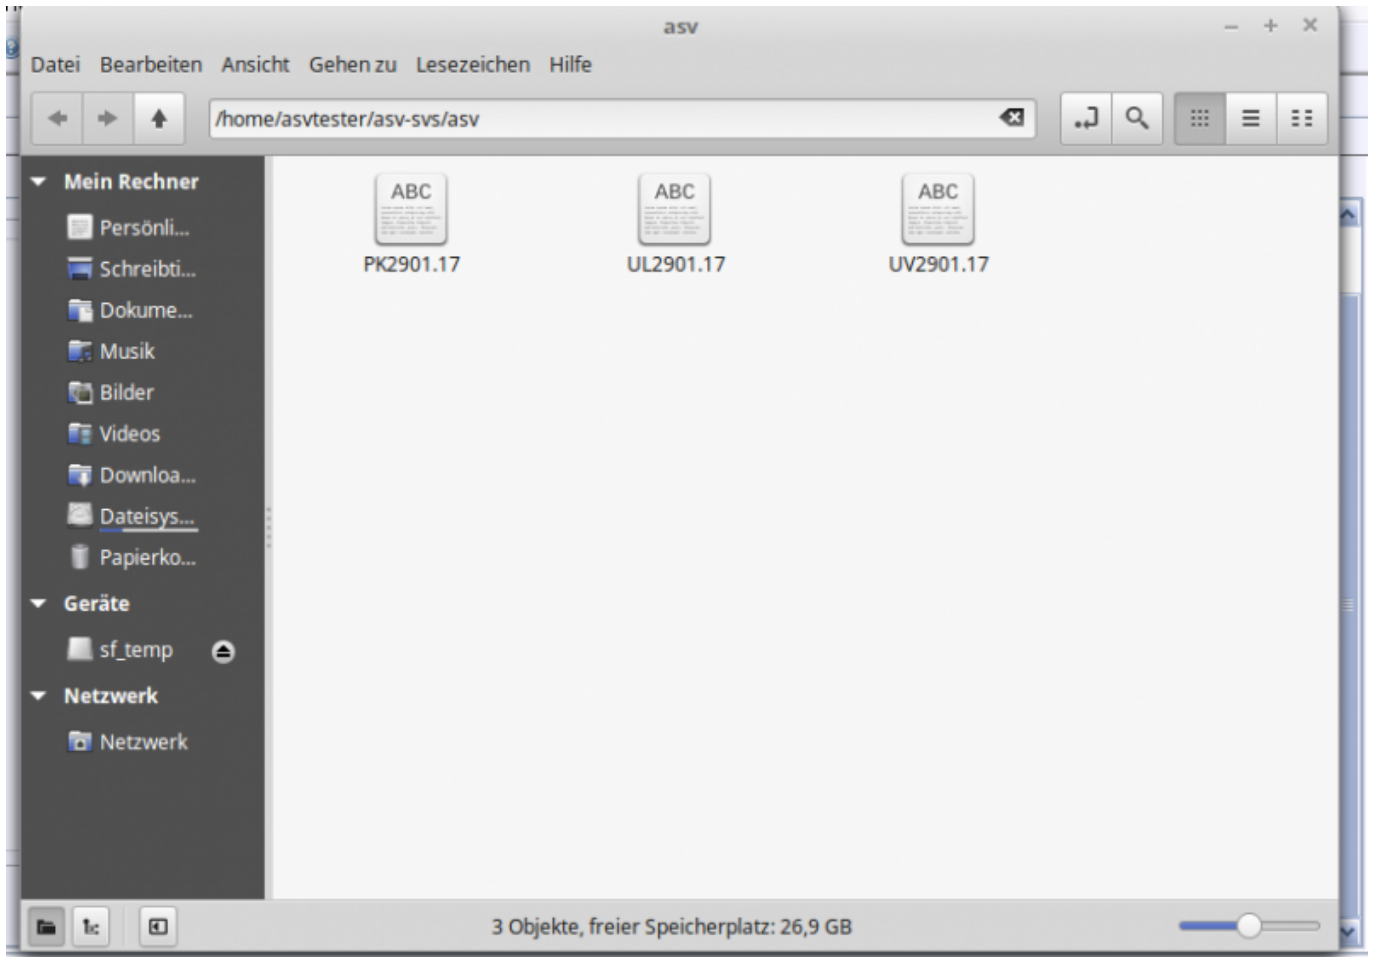 asv
Datei Bearbeiten Ansicht Gehen zu Lesezeichen Hilfe
/home/asvtester/asv-svs/asv
Mein Rechner
Persönli...
Schreibti...
Dokume...
Musik
Bilder
Videos
Downloa...
Dateisys...
Papierko...
Geräte
sf_temp
Netzwerk
Netzwerk
ABC
PK2901.17
ABC
UL2901.17
ABC
UV2901.17
3 Objekte, freier Speicherplatz: 26,9 GB